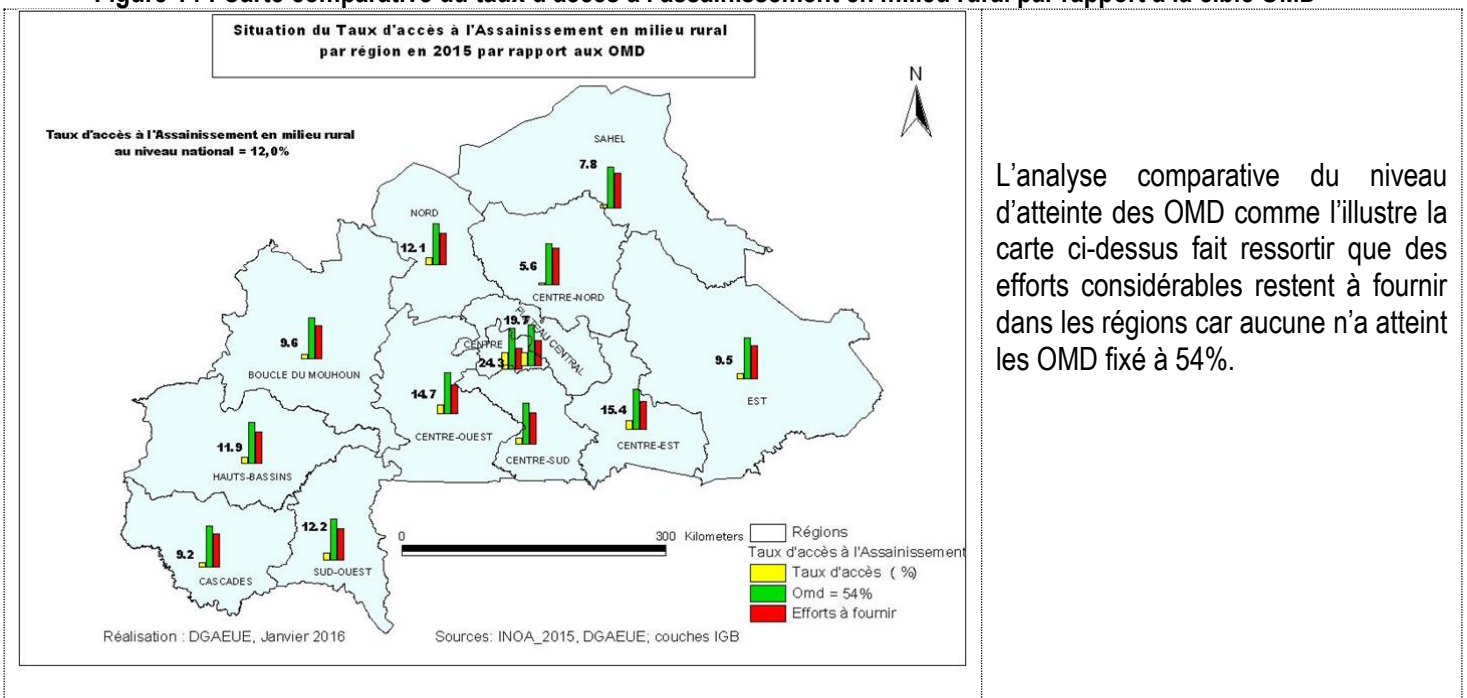 Situation du Taux d'accès à l'Assainissement en milieu rural
par région en 2015 par rapport aux OMD
N
Taux d'accès à l'Assainissement en milieu rural
au niveau national = 12,0%
SAHEL
7.8
NORD
12.1
5.6
CENTRE-NORD
19.7
PLATEAU CENTRAL
CENTRE
24.3
9.6
BOUCLE DU MOUHOUN
9.5
EST
14.7
CENTRE-OUEST
15.4
CENTRE-EST
CENTRE-SUD
11.9
HAUTS-BASSINS
12.2
SUD-OUEST
9.2
CASCADES
0 300 Kilometers
Régions
Taux d'accès à l'Assainissement
Taux d'accès (%)
Omd = 54%
Efforts à fournir
Réalisation : DGAEUE, Janvier 2016 Sources: INOA_2015, DGAEUE; couches IGB
L'analyse comparative du niveau
d'atteinte des OMD comme l'illustre la
carte ci-dessus fait ressortir que des
efforts considérables restent à fournir
dans les régions car aucune n'a atteint
les OMD fixé à 54%.